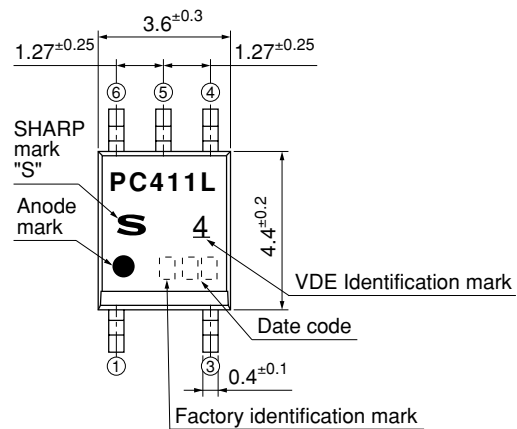 3.6±0.3
1.27±0.25
1.27±0.25
⑥
⑤
④
SHARP
mark
"S"
PC411L
S
Anode
mark
4
4.4±0.2
VDE Identification mark
Date code
①
③
0.4±0.1
Factory identification mark